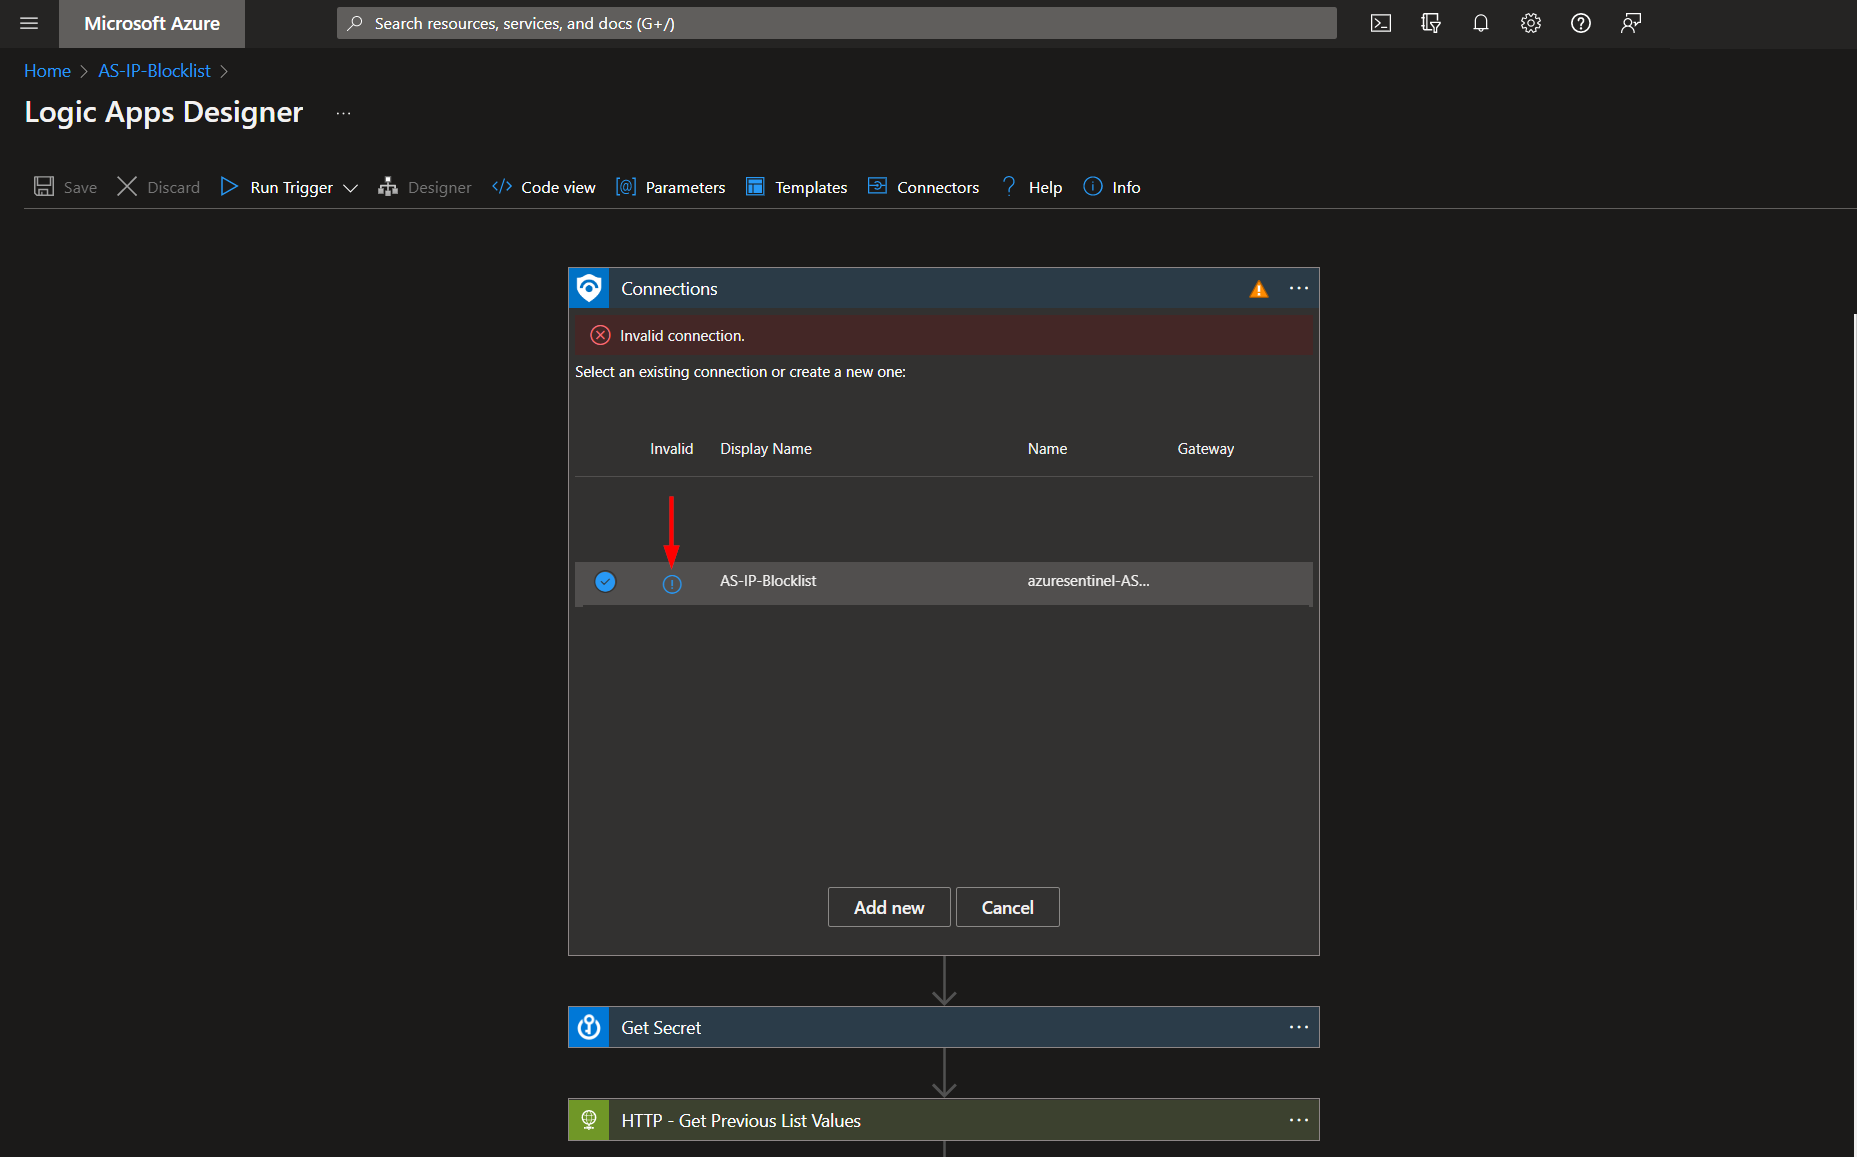 Microsoft Azure
Search resources, services, and docs (G+/)
Home > AS-IP-Blocklist >
Logic Apps Designer ...
Save Discard Run Trigger Designer Code view Parameters Templates Connectors Help Info
Connections
Invalid connection.
Select an existing connection or create a new one:
Invalid Display Name Name Gateway
AS-IP-Blocklist azuresentinel-AS...
Add new Cancel
Get Secret
HTTP - Get Previous List Values